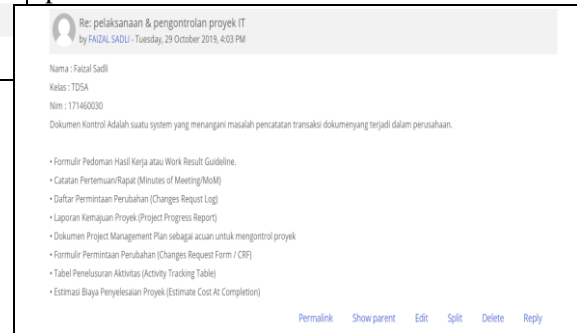 Re: pelaksanaan & pengontrolan proyek IT
by FAIZAL SADLI - Tuesday, 29 October 2019, 4:03 PM
Nama : Faizal Sadli
Kelas : TD5A
Nim : 171460030
Dokumen Kontrol Adalah suatu system yang menangani masalah pencatatan transaksi dokumenyang terjadi dalam perusahaan.
• Formulir Pedoman Hasil Kerja atau Work Result Guideline.
• Catatan Pertemuan/Rapat (Minutes of Meeting/MoM)
• Daftar Permintaan Perubahan (Changes Requst Log)
• Laporan Kemajuan Proyek (Project Progress Report)
• Dokumen Project Management Plan sebagai acuan untuk mengontrol proyek
• Formulir Permintaan Perubahan (Changes Request Form / CRF)
• Tabel Penelusuran Aktivitas (Activity Tracking Table)
• Estimasi Biaya Penyelesaian Proyek (Estimate Cost At Completion)
Permalink Show parent Edit Split Delete Reply